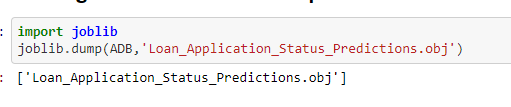 import joblib
joblib.dump(ADB,'Loan_Application_Status_Predictions.obj')
['Loan_Application_Status_Predictions.obj']